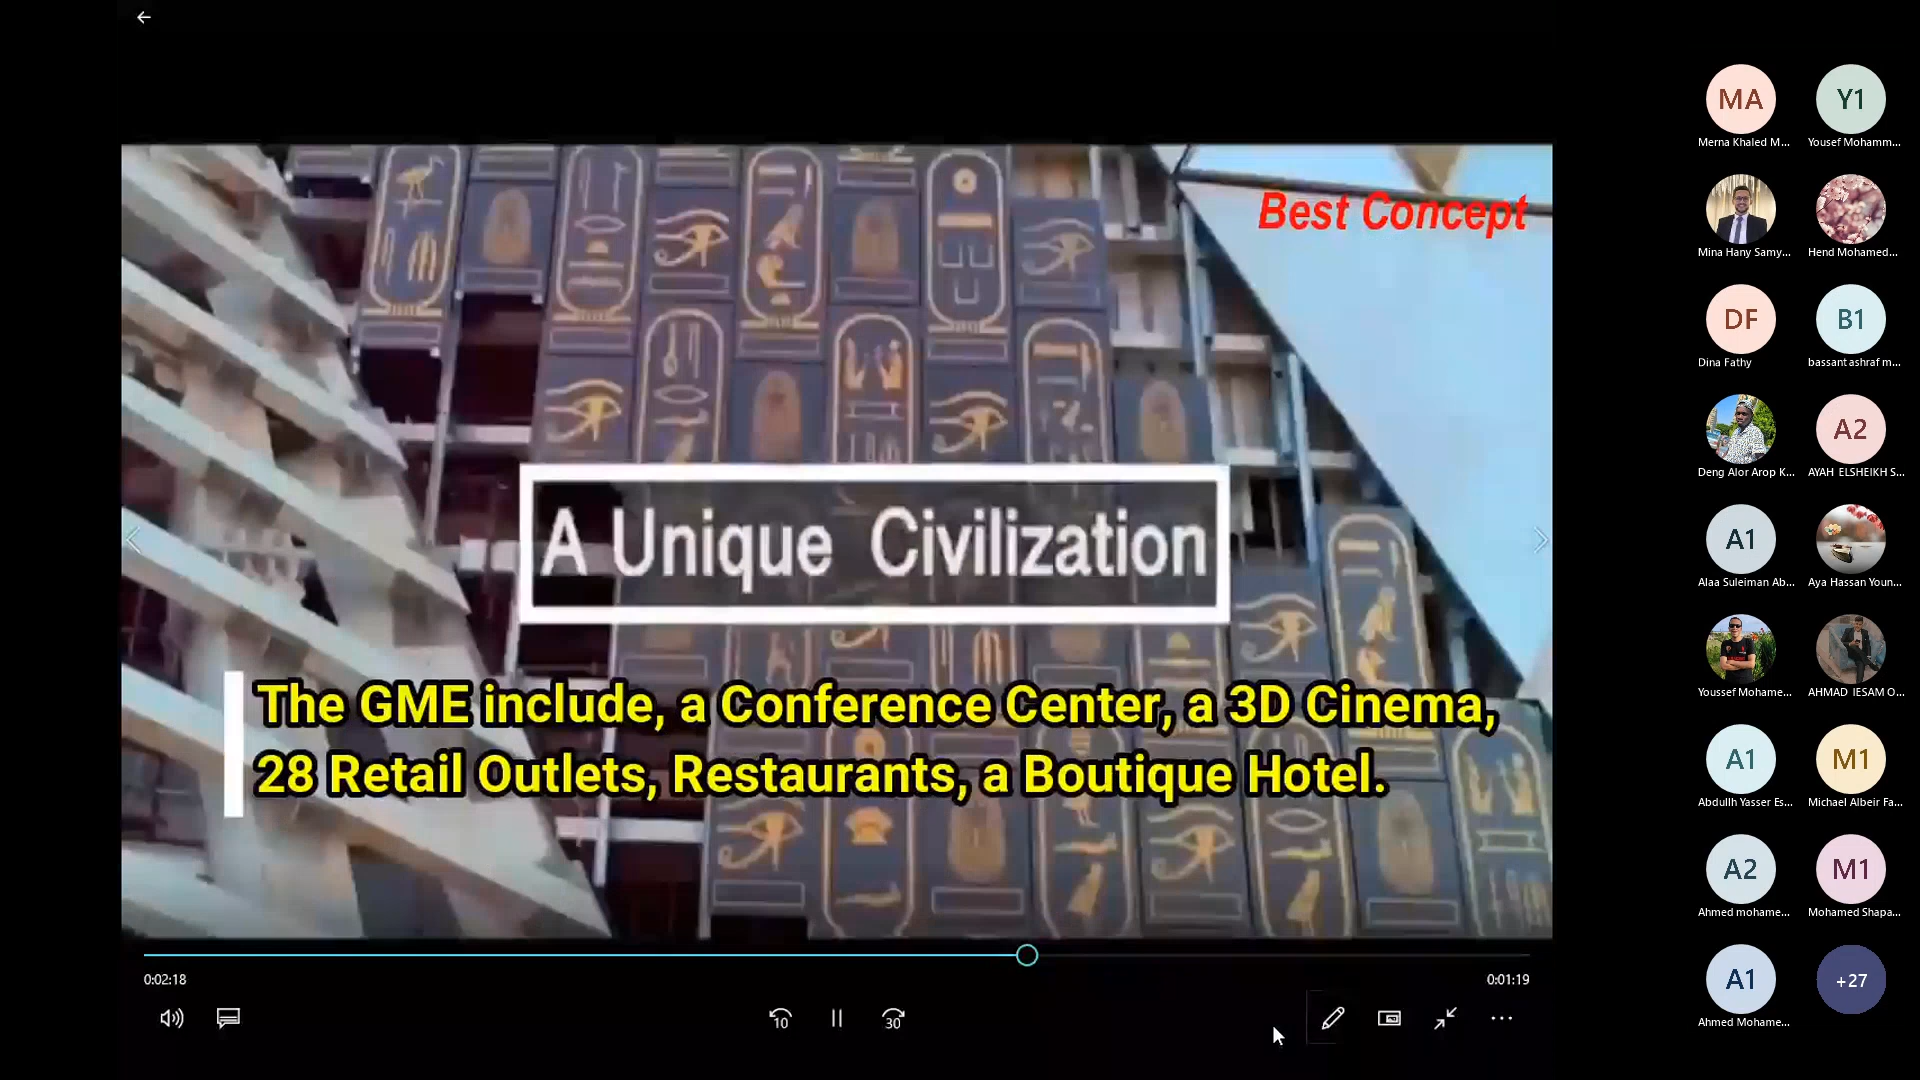 Best Concept
A Unique Civilization
The GME include, a Conference Center, a 3D Cinema,
28 Retail Outlets, Restaurants, a Boutique Hotel.
0:02:18
0:01:19
10
30
MA
Merna Khaled M...
Y1
Yousef Mohamm...
Mina Hany Samy...
Hend Mohamed...
DF
Dina Fathy
B1
bassant ashraf m...
Deng Alor Arop K...
A2
AYAH ELSHEIKH S...
A1
Alaa Suleiman Ab...
Aya Hassan Youn...
Youssef Mohame...
AHMAD IESAM O...
A1
Abdullh Yasser Es...
M1
Michael Albeir Fa...
A2
Ahmed mohame...
M1
Mohamed Shapa...
A1
Ahmed Mohame...
+27